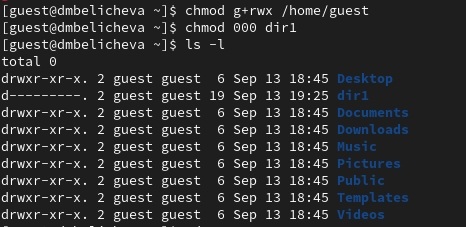 [guest@dmbelicheva ~]$ chmod g+rwx /home/guest
[guest@dmbelicheva ~]$ chmod 000 dir1
[guest@dmbelicheva ~]$ ls -l
total 0
drwxr-xr-x. 2 guest guest  6 Sep 13 18:45 Desktop
d---------. 2 guest guest 19 Sep 13 19:25 dir1
drwxr-xr-x. 2 guest guest  6 Sep 13 18:45 Documents
drwxr-xr-x. 2 guest guest  6 Sep 13 18:45 Downloads
drwxr-xr-x. 2 guest guest  6 Sep 13 18:45 Music
drwxr-xr-x. 2 guest guest  6 Sep 13 18:45 Pictures
drwxr-xr-x. 2 guest guest  6 Sep 13 18:45 Public
drwxr-xr-x. 2 guest guest  6 Sep 13 18:45 Templates
drwxr-xr-x. 2 guest guest  6 Sep 13 18:45 Videos